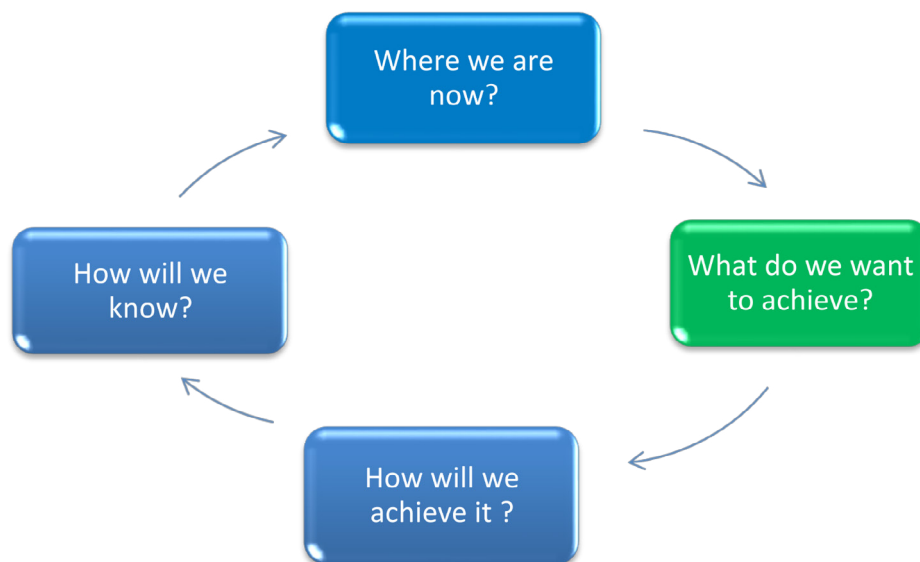 Where we are
now?
What do we want
to achieve?
How will we
achieve it ?
How will we
know?